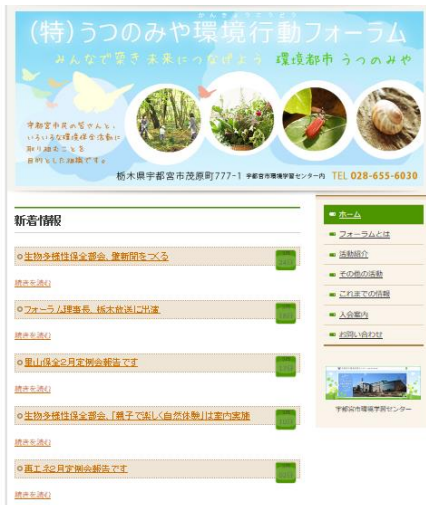 かんきょうこうどう
(特)うつのみや環境行動フォーラム
みんなで築き 未来につなげよう 環境都市 うつのみや
宇都宮市民の皆さんと、
いろいろな環境保全活動に
取り組むことを
目的とした組織です。
栃木県宇都宮市茂原町777-1 宇都宮市環境学習センター内 TEL 028-655-6030
新着情報
生物多様性保全部会、壁新聞をつくる
続きを読む
フォーラム理事長、栃木放送に出演
続きを読む
里山保全2月定例会報告です
続きを読む
生物多様性保全部会、「親子で楽しく自然体験」は室内実施
続きを読む
再エネ2月定例会報告です
続きを読む
ホーム
フォーラムとは
活動紹介
その他の活動
これまでの情報
入会案内
お問い合わせ
宇都宮市環境学習センター